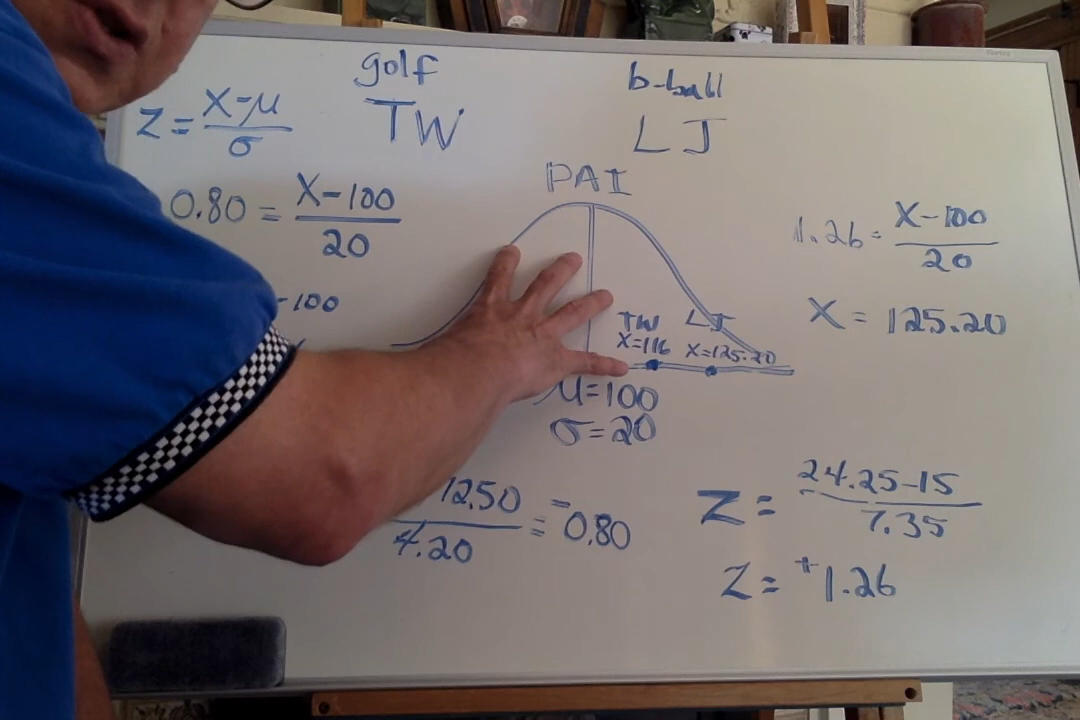 golf
b-ball
Z = X-μ / σ
TW
LJ
PAI
0.80 = X-100 / 20
1.26 = X-100 / 20
-100
X = 125.20
TW
X=116
LJ
X=125.20
μ=100
σ=20
12.50 / 4.20 = -0.80
Z = 24.25-15 / 7.35
Z = +1.26